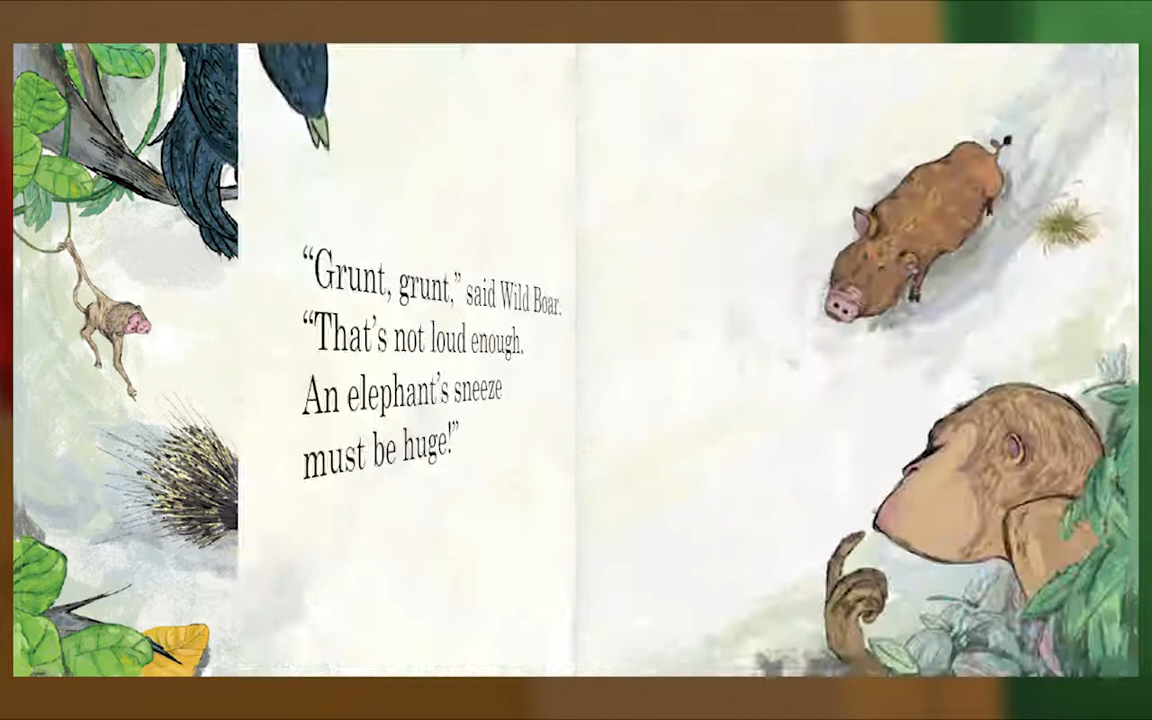 “Grunt, grunt,” said Wild Boar.
“That’s not loud enough.
An elephant’s sneeze
must be huge!”